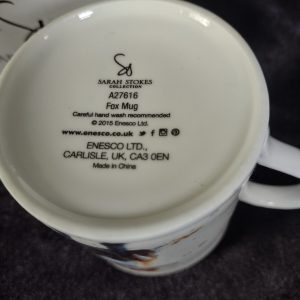 SS
SARAH STOKES
COLLECTION
A27616
Fox Mug
Careful hand wash recommended
© 2015 Enesco Ltd.
www.enesco.co.uk
ENESCO LTD.,
CARLISLE, UK, CA3 0EN
Made in China